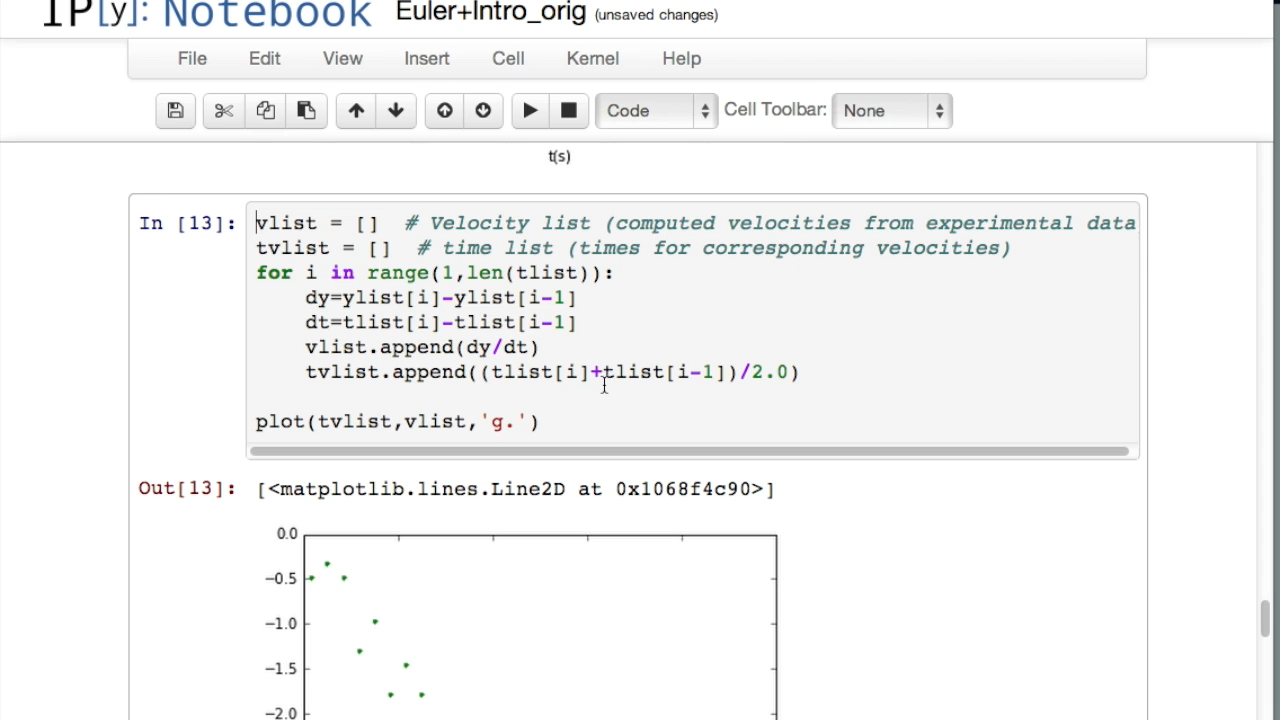 IP[y]: Notebook Euler+Intro_orig (unsaved changes)
File Edit View Insert Cell Kernel Help
Code Cell Toolbar: None
t(s)
In [13]: vlist = [] # Velocity list (computed velocities from experimental data
tvlist = [] # time list (times for corresponding velocities)
for i in range(1,len(tlist)):
    dy=ylist[i]-ylist[i-1]
    dt=tlist[i]-tlist[i-1]
    vlist.append(dy/dt)
    tvlist.append((tlist[i]+tlist[i-1])/2.0)
plot(tvlist,vlist,'g.')
Out[13]: [<matplotlib.lines.Line2D at 0x1068f4c90>]
0.0
−0.5
−1.0
−1.5
−2.0